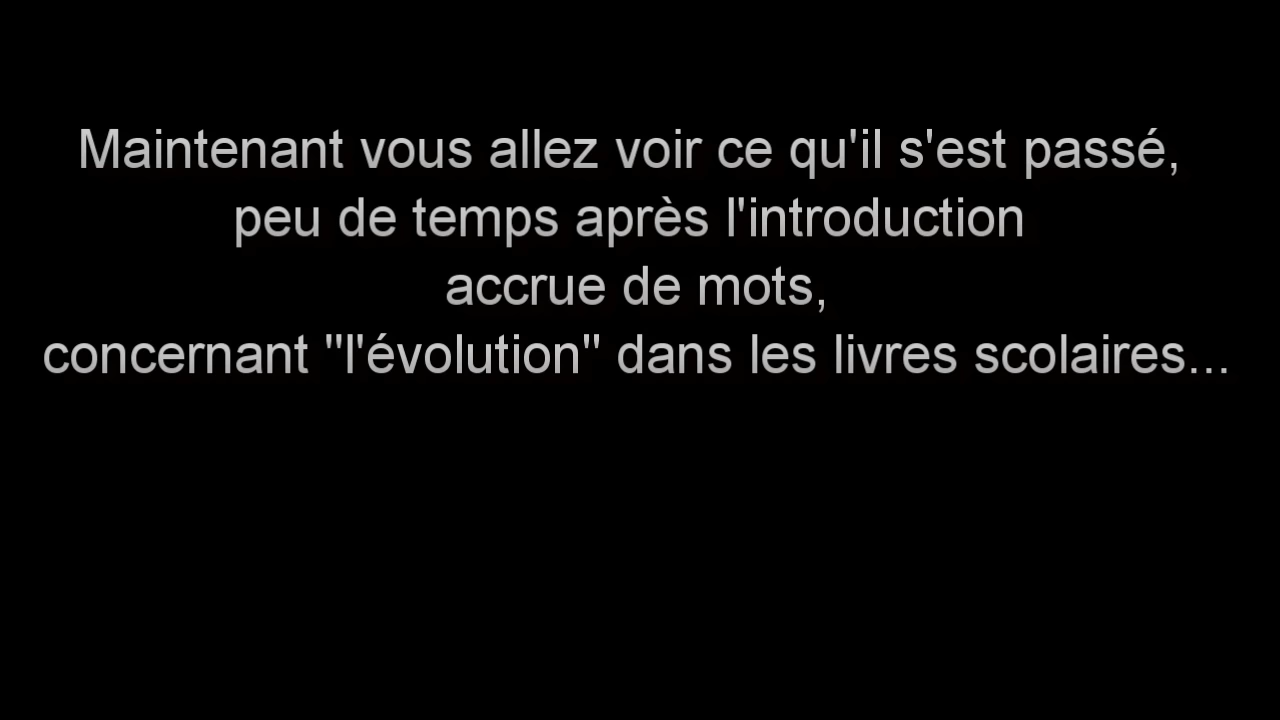 Maintenant vous allez voir ce qu'il s'est passé,
peu de temps après l'introduction
accrue de mots,
concernant "l'évolution" dans les livres scolaires...